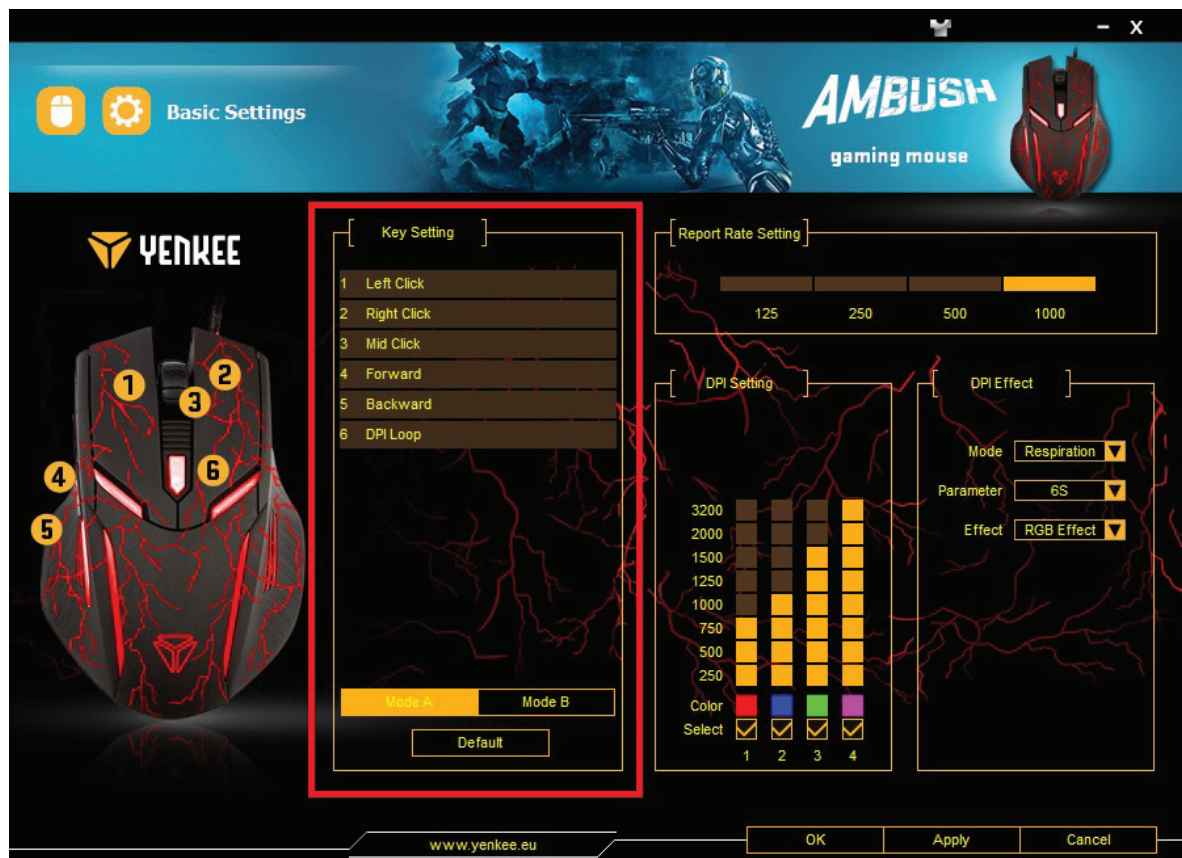 X
Basic Settings
AMBUSH
gaming mouse
YENKEE
1
2
3
4
5
6
Key Setting
1 Left Click
2 Right Click
3 Mid Click
4 Forward
5 Backward
6 DPI Loop
Mode A Mode B
Default
Report Rate Setting
125 250 500 1000
DPI Setting
3200
2000
1500
1250
1000
750
500
250
Color
Select
1 2 3 4
DPI Effect
Mode Respiration
Parameter 6S
Effect RGB Effect
www.yenkee.eu
OK Apply Cancel